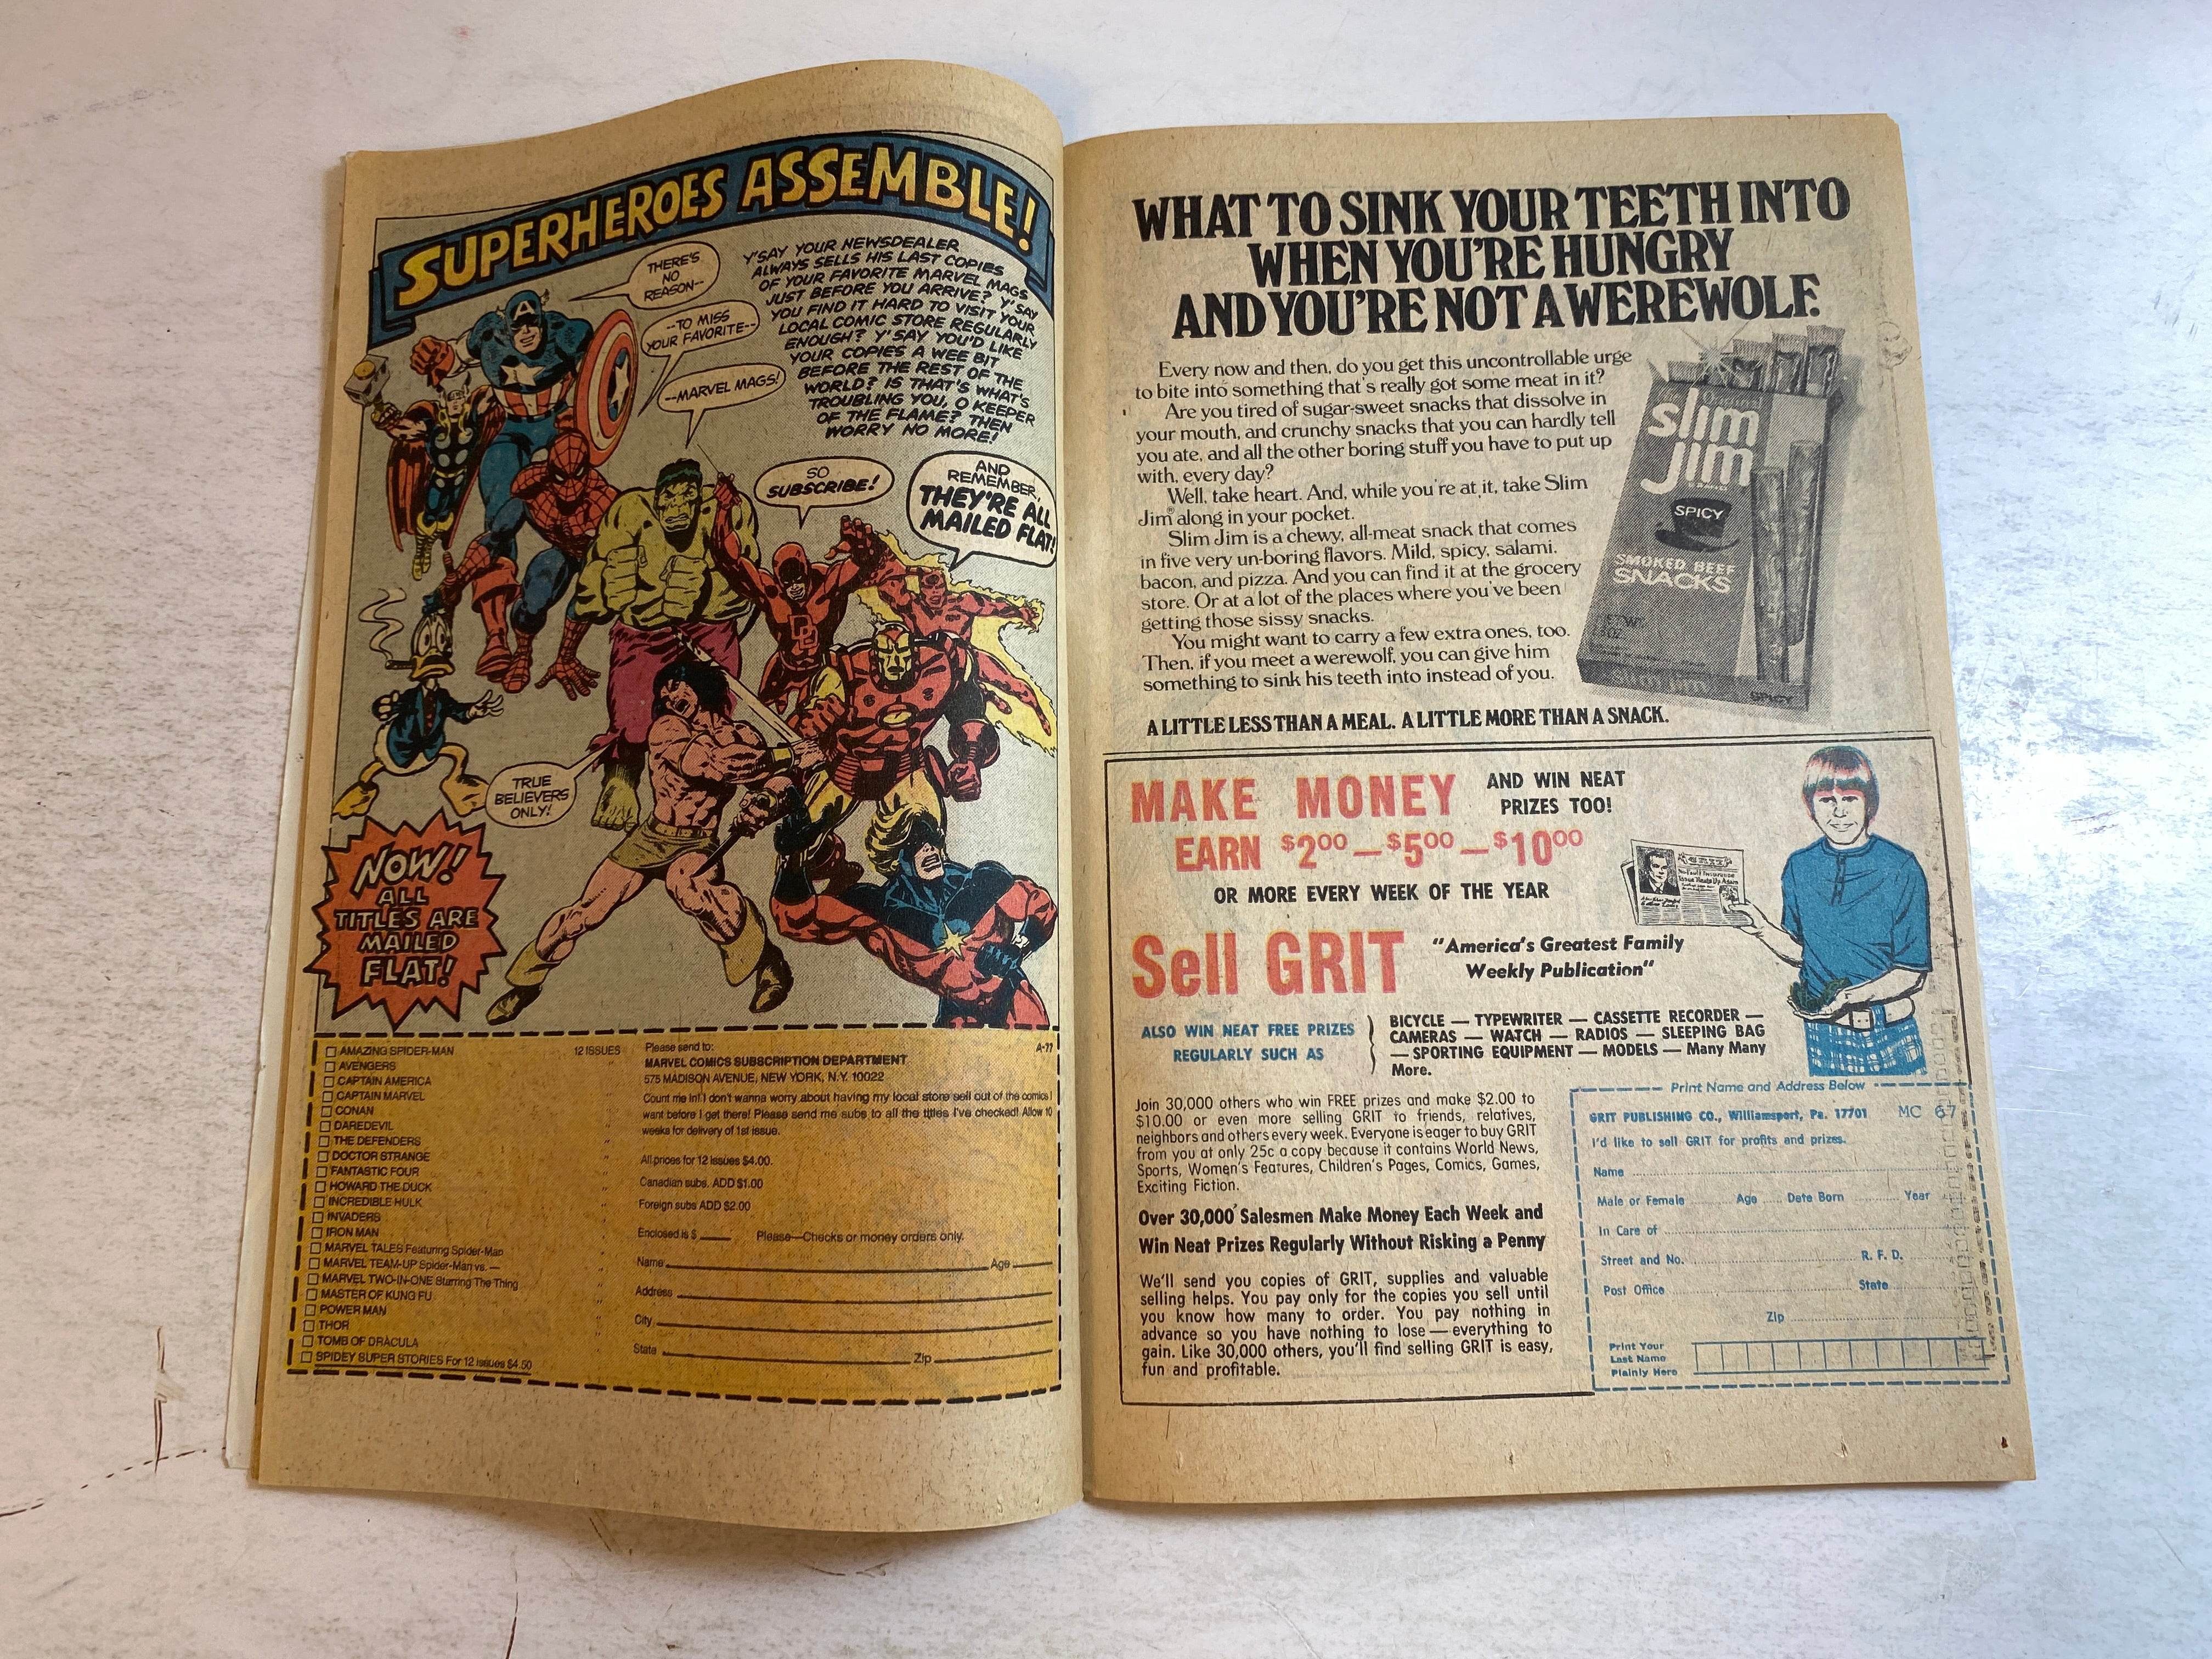 SUPERHEROES ASSEMBLE!
THERE'S
NO
REASON--
--TO MISS
YOUR FAVORITE--
--MARVEL MAGS!
Y'SAY YOUR NEWSDEALER
ALWAYS SELLS HIS LAST COPIES
OF YOUR FAVORITE MARVEL MAGS
JUST BEFORE YOU ARRIVE? Y'SAY
YOU FIND IT HARD TO VISIT YOUR
LOCAL COMIC STORE REGULARLY
ENOUGH? Y'SAY YOU'D LIKE
YOUR COPIES A WEE BIT
BEFORE THE REST OF THE
WORLD? IS THAT'S WHAT'S
TROUBLING YOU, O KEEPER
OF THE FLAME? THEN
WORRY NO MORE!
SO
SUBSCRIBE!
AND
REMEMBER,
THEY'RE ALL
MAILED FLAT!
TRUE
BELIEVERS
ONLY!
NOW!
ALL
TITLES ARE
MAILED
FLAT!
AMAZING SPIDER-MAN 12 ISSUES
AVENGERS "
CAPTAIN AMERICA "
CAPTAIN MARVEL "
CONAN "
DAREDEVIL "
THE DEFENDERS "
DOCTOR STRANGE "
FANTASTIC FOUR "
HOWARD THE DUCK "
INCREDIBLE HULK "
INVADERS "
IRON MAN "
MARVEL TALES Featuring Spider-Man "
MARVEL TEAM-UP Spider-Man vs.— "
MARVEL TWO-IN-ONE Starring The Thing "
MASTER OF KUNG FU "
POWER MAN "
THOR "
TOMB OF DRACULA "
SPIDEY SUPER STORIES For 12 issues $4.50
Please send to: A-77
MARVEL COMICS SUBSCRIPTION DEPARTMENT
575 MADISON AVENUE, NEW YORK, N.Y. 10022
Count me in! I don't wanna worry about having my local store sell out of the comics I
want before I get there! Please send me subs to all the titles I've checked! Allow 10
weeks for delivery of 1st issue.
All prices for 12 issues $4.00.
Canadian subs. ADD $1.00
Foreign subs ADD $2.00
Enclosed is $ Please—Checks or money orders only.
Name Age
Address
City
State Zip
WHAT TO SINK YOUR TEETH INTO
WHEN YOU'RE HUNGRY
AND YOU'RE NOT A WEREWOLF.
Every now and then, do you get this uncontrollable urge
to bite into something that's really got some meat in it?
Are you tired of sugar-sweet snacks that dissolve in
your mouth, and crunchy snacks that you can hardly tell
you ate, and all the other boring stuff you have to put up
with, every day?
Well, take heart. And, while you're at it, take Slim
Jim® along in your pocket.
Slim Jim is a chewy, all-meat snack that comes
in five very un-boring flavors. Mild, spicy, salami,
bacon, and pizza. And you can find it at the grocery
store. Or at a lot of the places where you've been
getting those sissy snacks.
You might want to carry a few extra ones, too.
Then, if you meet a werewolf, you can give him
something to sink his teeth into instead of you.
A LITTLE LESS THAN A MEAL. A LITTLE MORE THAN A SNACK.
Original
slim
jim
SPICY
SMOKED BEEF
SNACKS
slim jim
SPICY
MAKE MONEY AND WIN NEAT
PRIZES TOO!
EARN $2.00 — $5.00 — $10.00
OR MORE EVERY WEEK OF THE YEAR
Sell GRIT "America's Greatest Family
Weekly Publication"
GRIT
ALSO WIN NEAT FREE PRIZES
REGULARLY SUCH AS
BICYCLE — TYPEWRITER — CASSETTE RECORDER —
CAMERAS — WATCH — RADIOS — SLEEPING BAG
— SPORTING EQUIPMENT — MODELS — Many Many
More.
Join 30,000 others who win FREE prizes and make $2.00 to
$10.00 or even more selling GRIT to friends, relatives,
neighbors and others every week. Everyone is eager to buy GRIT
from you at only 25c a copy because it contains World News,
Sports, Women's Features, Children's Pages, Comics, Games,
Exciting Fiction.
Over 30,000 Salesmen Make Money Each Week and
Win Neat Prizes Regularly Without Risking a Penny
We'll send you copies of GRIT, supplies and valuable
selling helps. You pay only for the copies you sell until
you know how many to order. You pay nothing in
advance so you have nothing to lose — everything to
gain. Like 30,000 others, you'll find selling GRIT is easy,
fun and profitable.
Print Name and Address Below
GRIT PUBLISHING CO., Williamsport, Pa. 17701 MC 67
I'd like to sell GRIT for profits and prizes.
Name
Male or Female Age Date Born Year
In Care of
Street and No. R. F. D.
Post Office State
Zip
Print Your
Last Name
Plainly Here